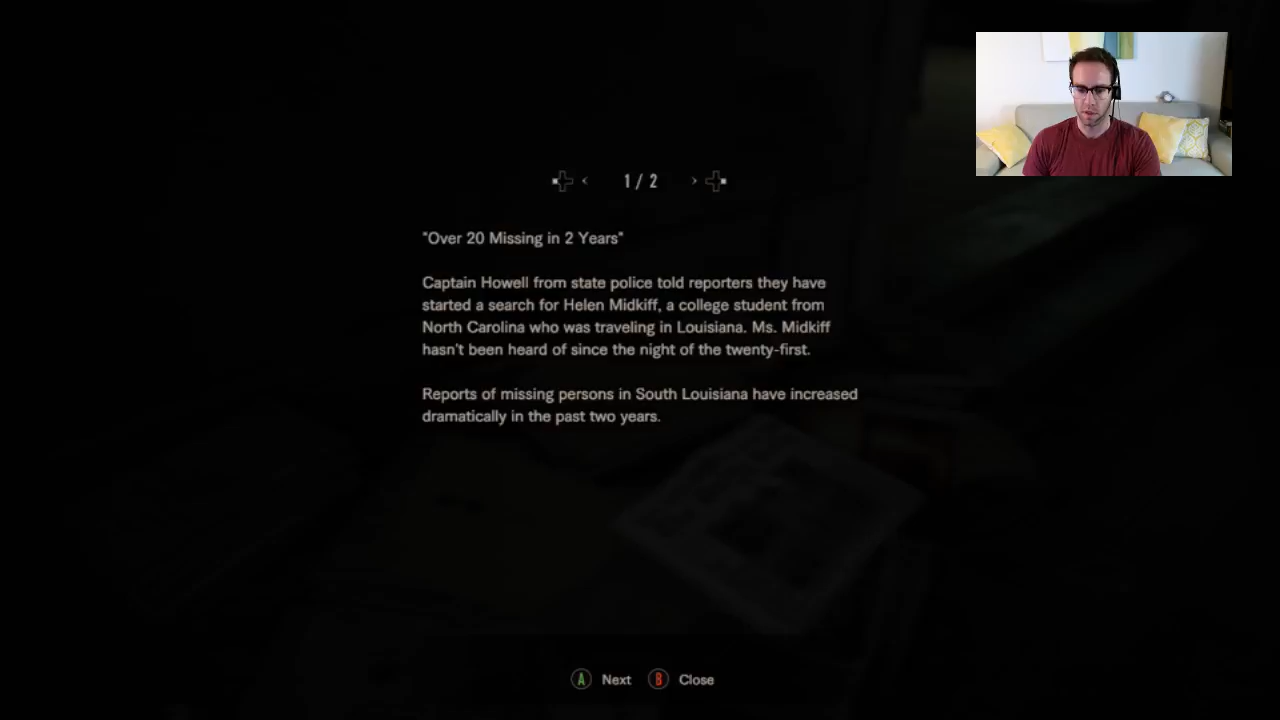 1 / 2
"Over 20 Missing in 2 Years"
Captain Howell from state police told reporters they have
started a search for Helen Midkiff, a college student from
North Carolina who was traveling in Louisiana. Ms. Midkiff
hasn't been heard of since the night of the twenty-first.
Reports of missing persons in South Louisiana have increased
dramatically in the past two years.
A Next B Close